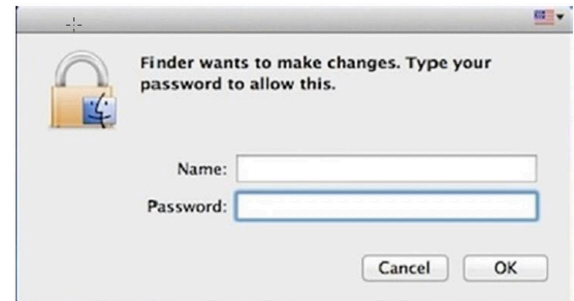 Finder wants to make changes. Type your
password to allow this.
Name:
Password:
Cancel
OK